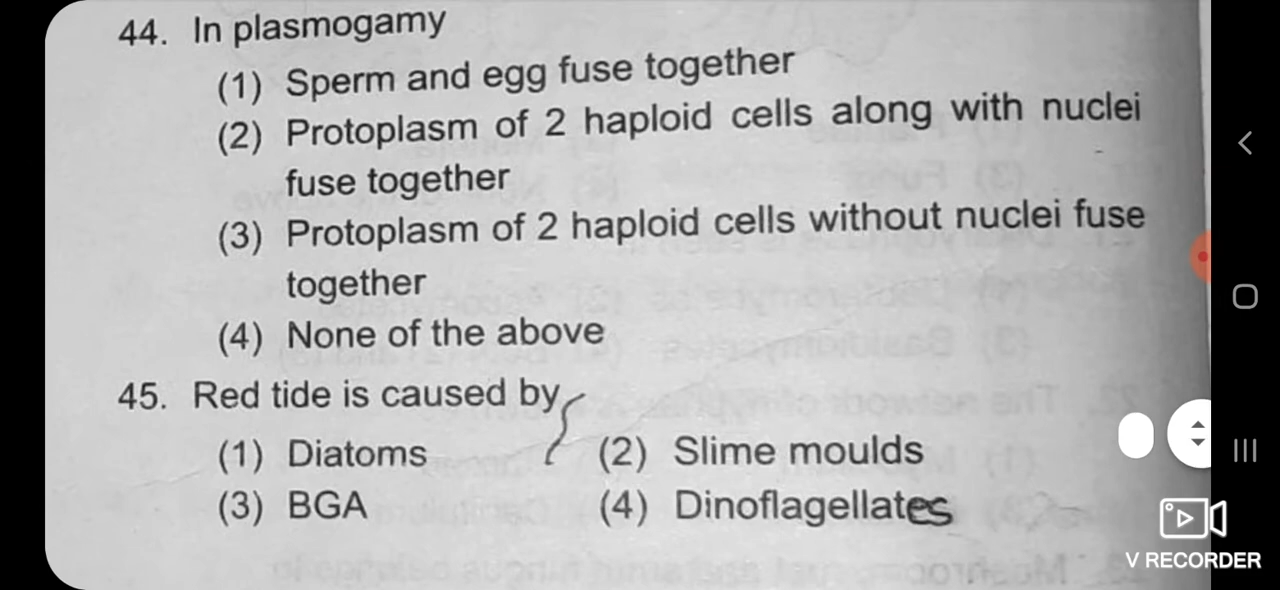 44. In plasmogamy
(1) Sperm and egg fuse together
(2) Protoplasm of 2 haploid cells along with nuclei
fuse together
(3) Protoplasm of 2 haploid cells without nuclei fuse
together
(4) None of the above
45. Red tide is caused by
(1) Diatoms (2) Slime moulds
(3) BGA (4) Dinoflagellates
V RECORDER